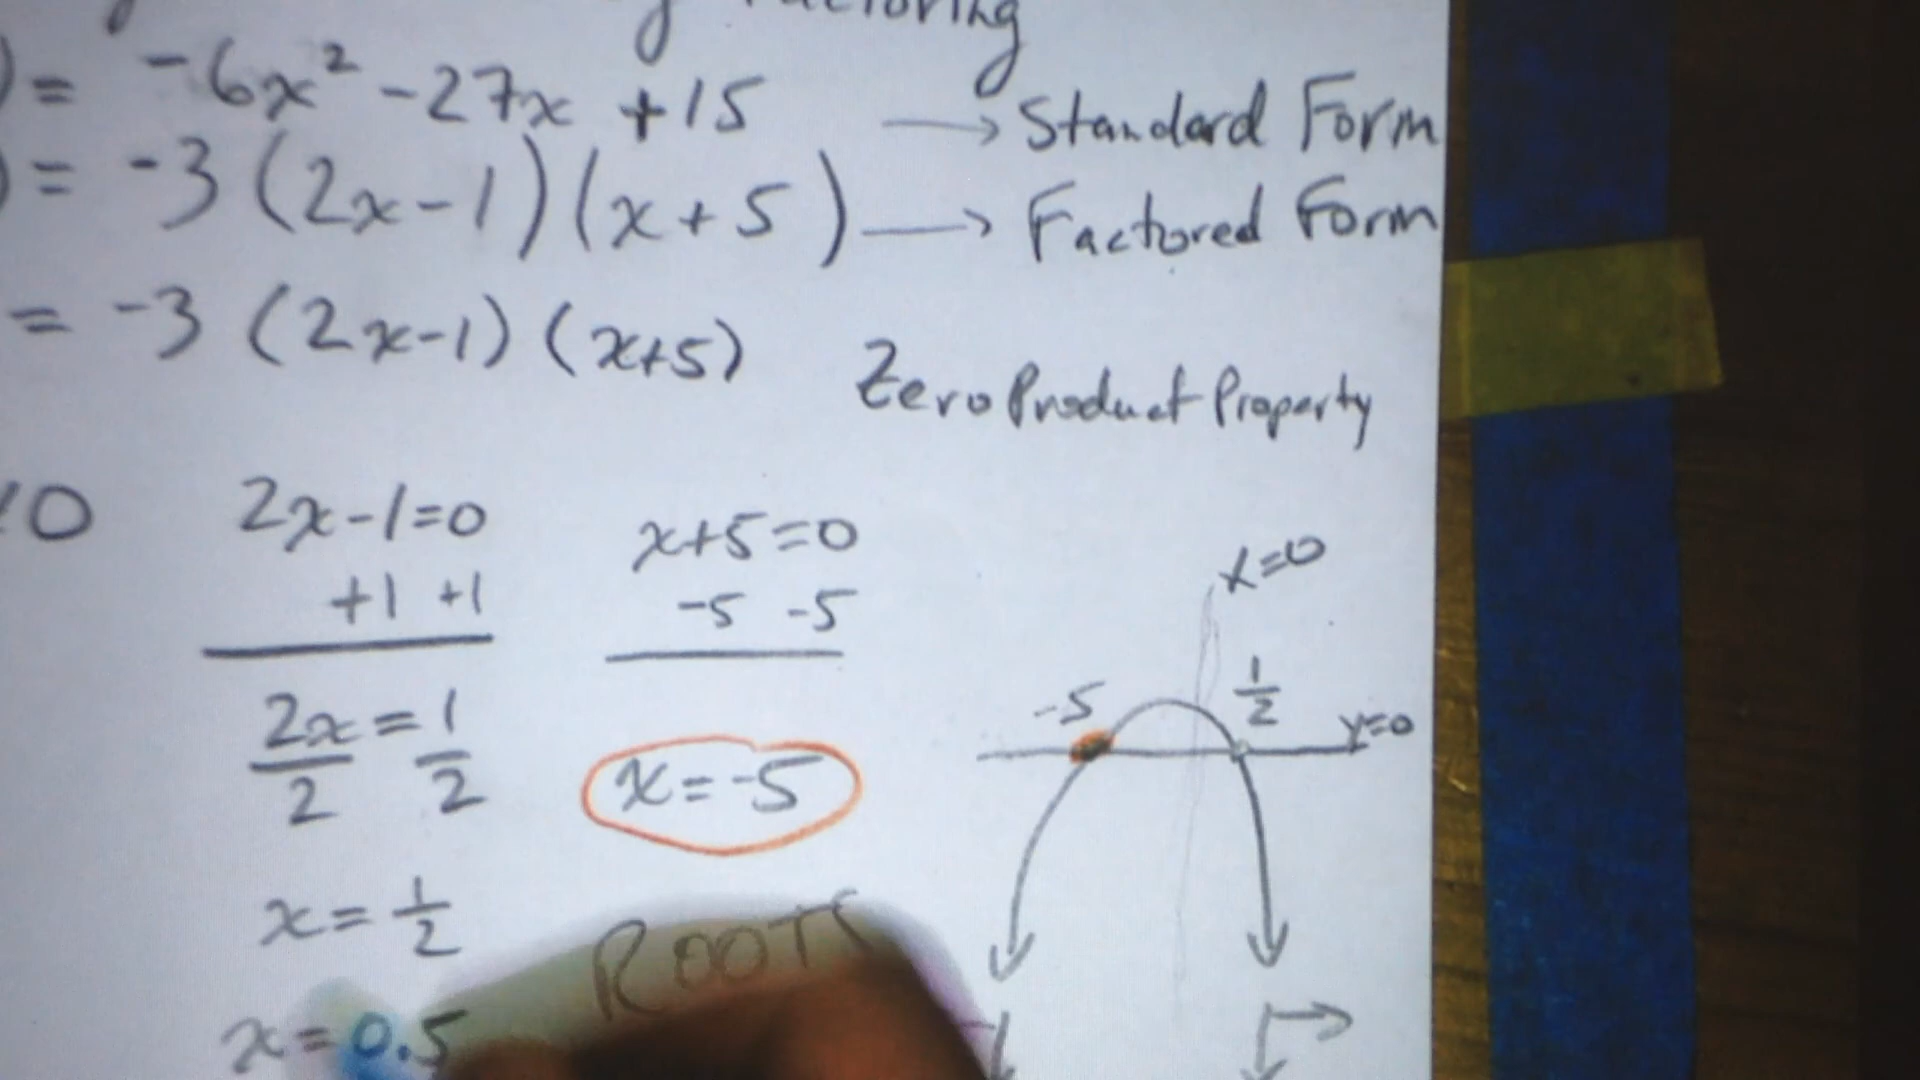 Factoring
) = -6x² - 27x + 15 → Standard Form
) = -3 (2x - 1) (x + 5) → Factored Form
= -3 (2x-1) (x+5)
Zero Product Property
0
2x-1=0
+1 +1
2x/2 = 1/2
x = 1/2
x = 0.5
x+5=0
-5 -5
x = -5
ROOTS
x=0
-5
1/2
y=0